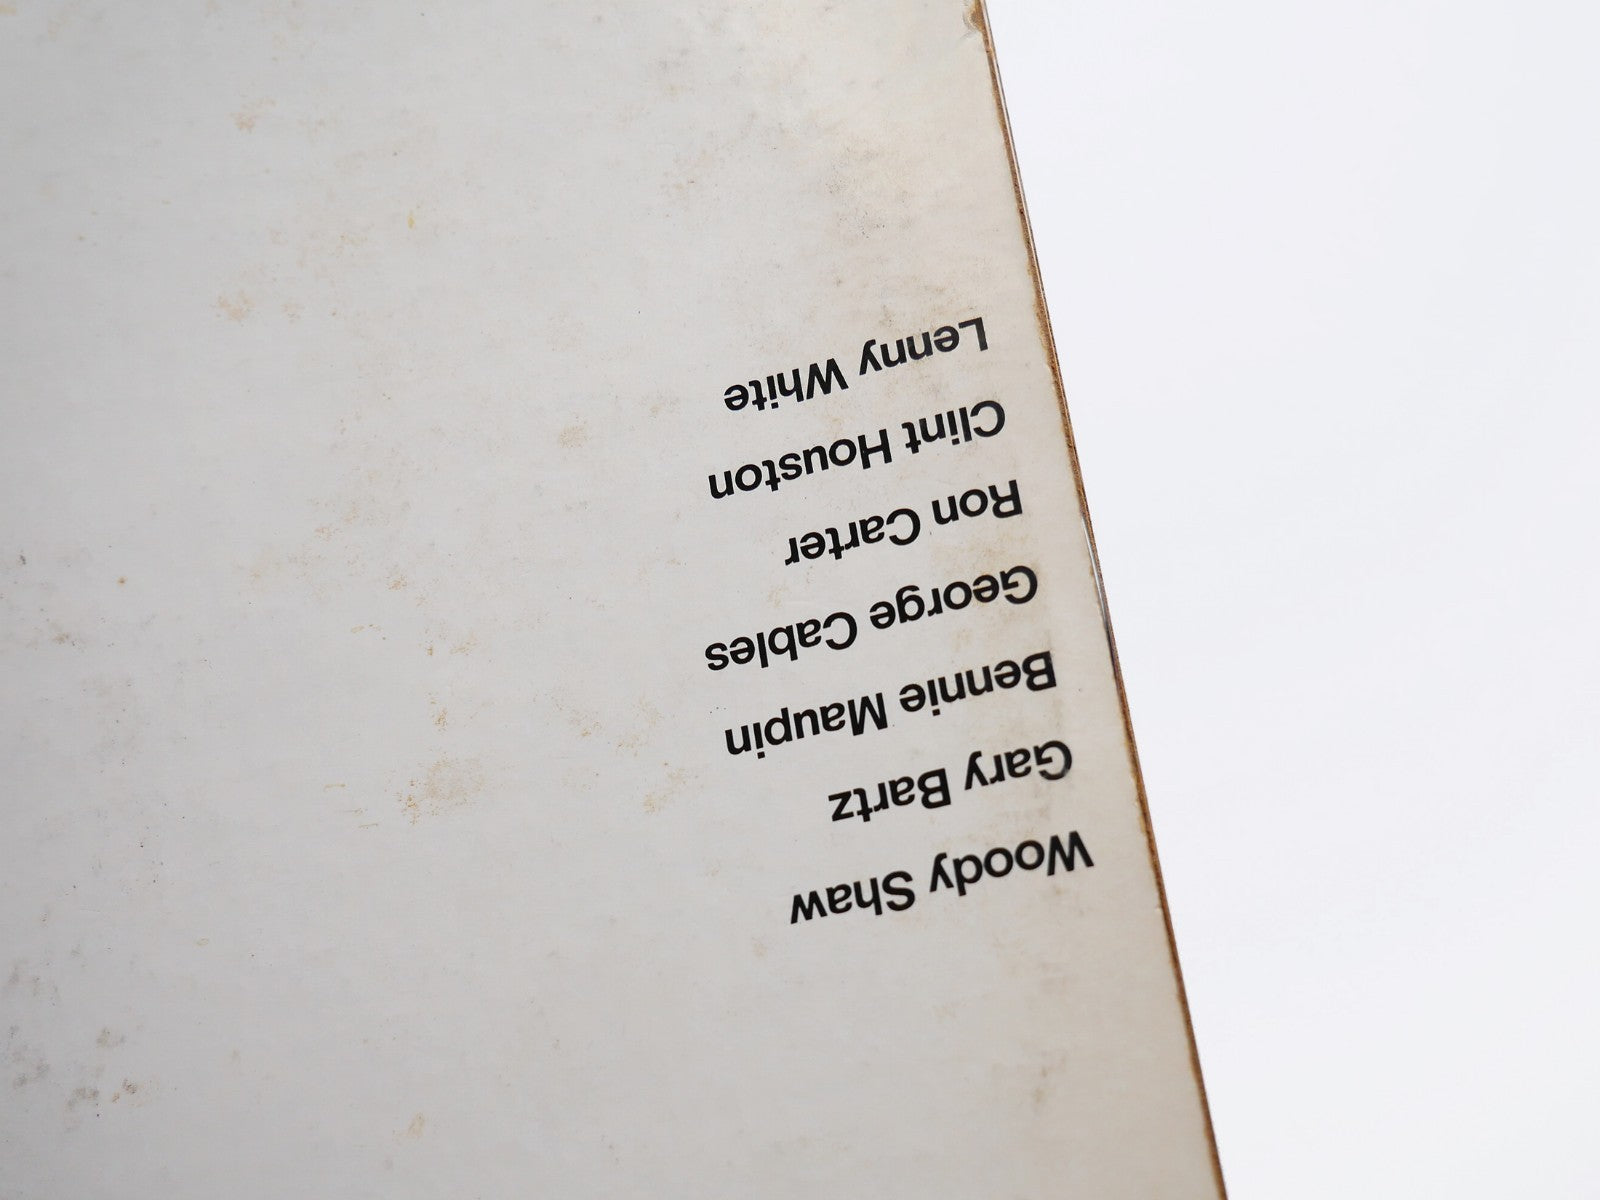 Woody Shaw
Gary Bartz
Bennie Maupin
George Cables
Ron Carter
Clint Houston
Lenny White